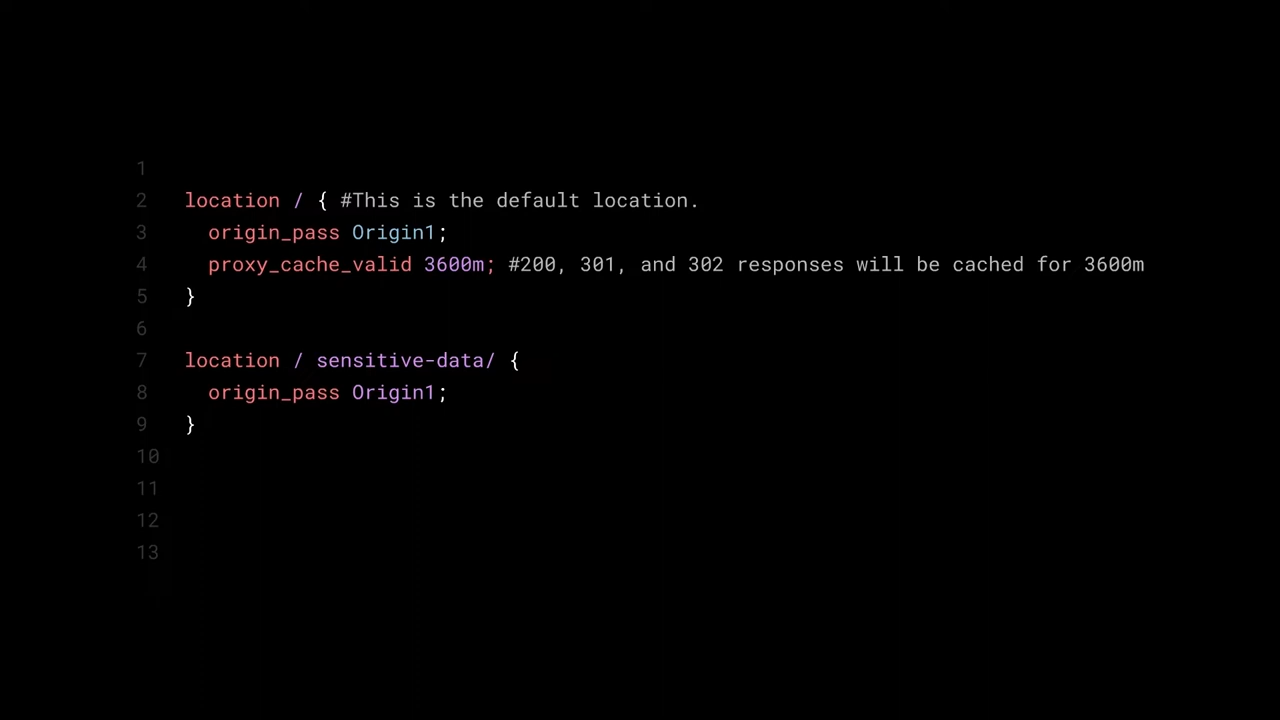 1
2 location / { #This is the default location.
3 origin_pass Origin1;
4 proxy_cache_valid 3600m; #200, 301, and 302 responses will be cached for 3600m
5 }
6
7 location / sensitive-data/ {
8 origin_pass Origin1;
9 }
10
11
12
13